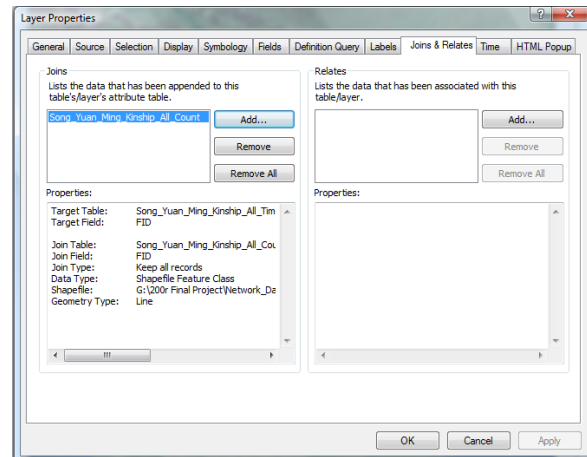 Layer Properties
General Source Selection Display Symbology Fields Definition Query Labels Joins & Relates Time HTML Popup
Joins
Lists the data that has been appended to this
table's/layer's attribute table.
Song_Yuan_Ming_Kinship_All_Count
Add...
Remove
Remove All
Properties:
Target Table: Song_Yuan_Ming_Kinship_All_Tim
Target Field: FID
Join Table: Song_Yuan_Ming_Kinship_All_Cou
Join Field: FID
Join Type: Keep all records
Data Type: Shapefile Feature Class
Shapefile: G:\200r Final Project\Network_Da
Geometry Type: Line
Relates
Lists the data that has been associated with this
table/layer.
Add...
Remove
Remove All
Properties:
OK Cancel Apply